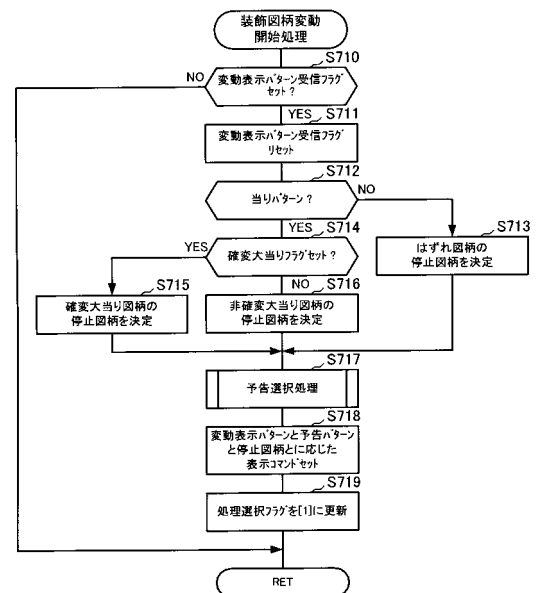 装飾図柄変動
開始処理
S710
NO
変動表示パターン受信フラグ
セット?
YES
S711
変動表示パターン受信フラグ
リセット
S712
当りパターン?
NO
YES
S714
S713
YES
確変大当りフラグセット?
はずれ図柄の
停止図柄を決定
S715
NO
S716
確変大当り図柄の
停止図柄を決定
非確変大当り図柄の
停止図柄を決定
S717
予告選択処理
S718
変動表示パターンと予告パターン
と停止図柄とに応じた
表示コマンドセット
S719
処理選択フラグを[1]に更新
RET